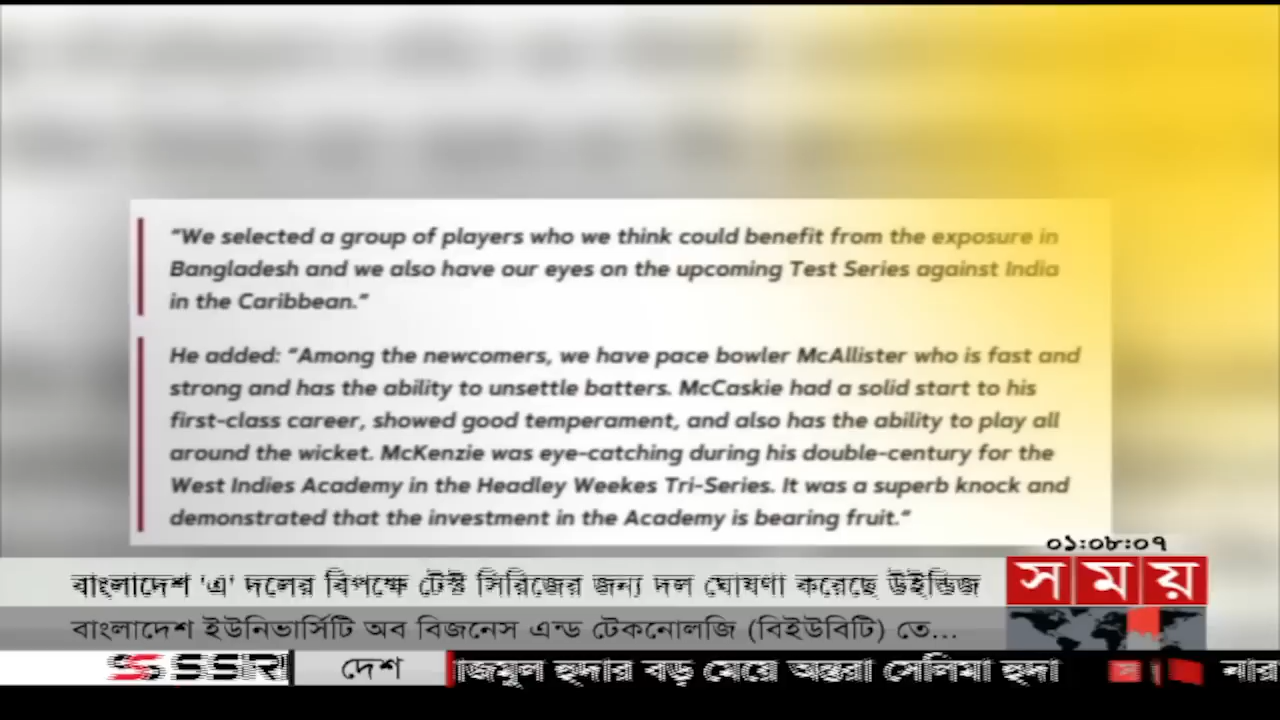 “We selected a group of players who we think could benefit from the exposure in
Bangladesh and we also have our eyes on the upcoming Test Series against India
in the Caribbean.”
He added: “Among the newcomers, we have pace bowler McAllister who is fast and
strong and has the ability to unsettle batters. McCaskie had a solid start to his
first-class career, showed good temperament, and also has the ability to play all
around the wicket. McKenzie was eye-catching during his double-century for the
West Indies Academy in the Headley Weekes Tri-Series. It was a superb knock and
demonstrated that the investment in the Academy is bearing fruit.”
০১:০৮:০৭
বাংলাদেশ 'এ' দলের বিপক্ষে টেস্ট সিরিজের জন্য দল ঘোষণা করেছে উইন্ডিজ
সময়
বাংলাদেশ ইউনিভার্সিটি অব বিজনেস এন্ড টেকনোলজি (বিইউবিটি) তে...
দেশ
হুদার বড় মেয়ে অন্তরা সেলিমা হুদা